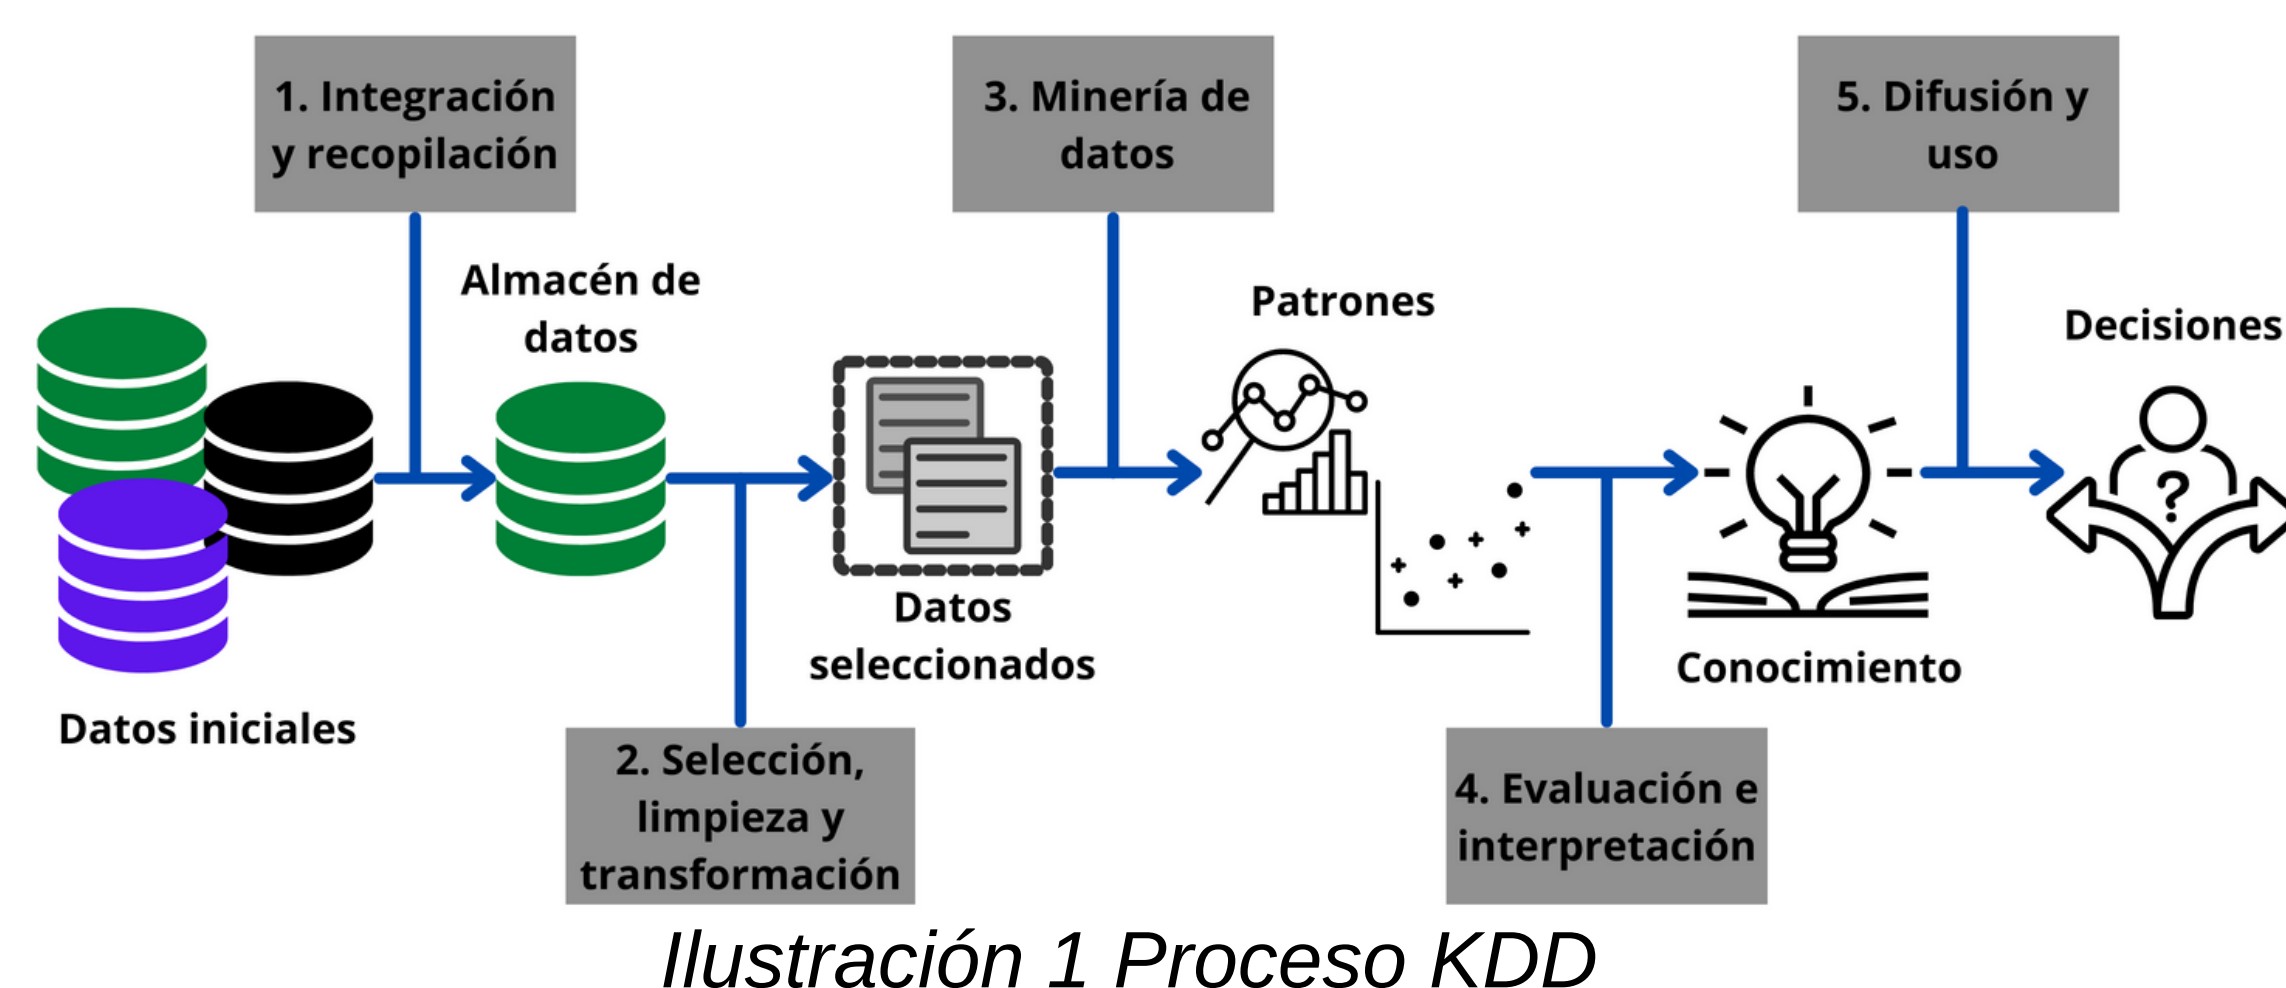 1. Integración
y recopilación
3. Minería de
datos
5. Difusión y
uso
Almacén de
datos
Patrones
Decisiones
?
Datos
seleccionados
Conocimiento
Datos iniciales
2. Selección,
limpieza y
transformación
4. Evaluación e
interpretación
Ilustración 1 Proceso KDD